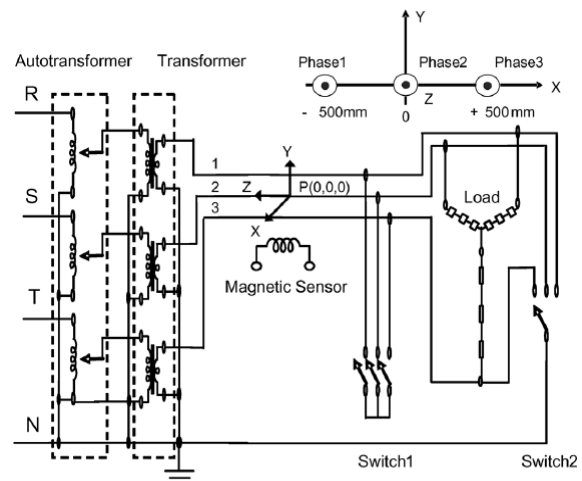 Y
Phase1 Phase2 Phase3
X
- 500mm 0 Z + 500mm
Autotransformer Transformer
R
1 Y
2 Z P(0,0,0)
S
3
X
Load
Magnetic Sensor
T
N
Switch1 Switch2